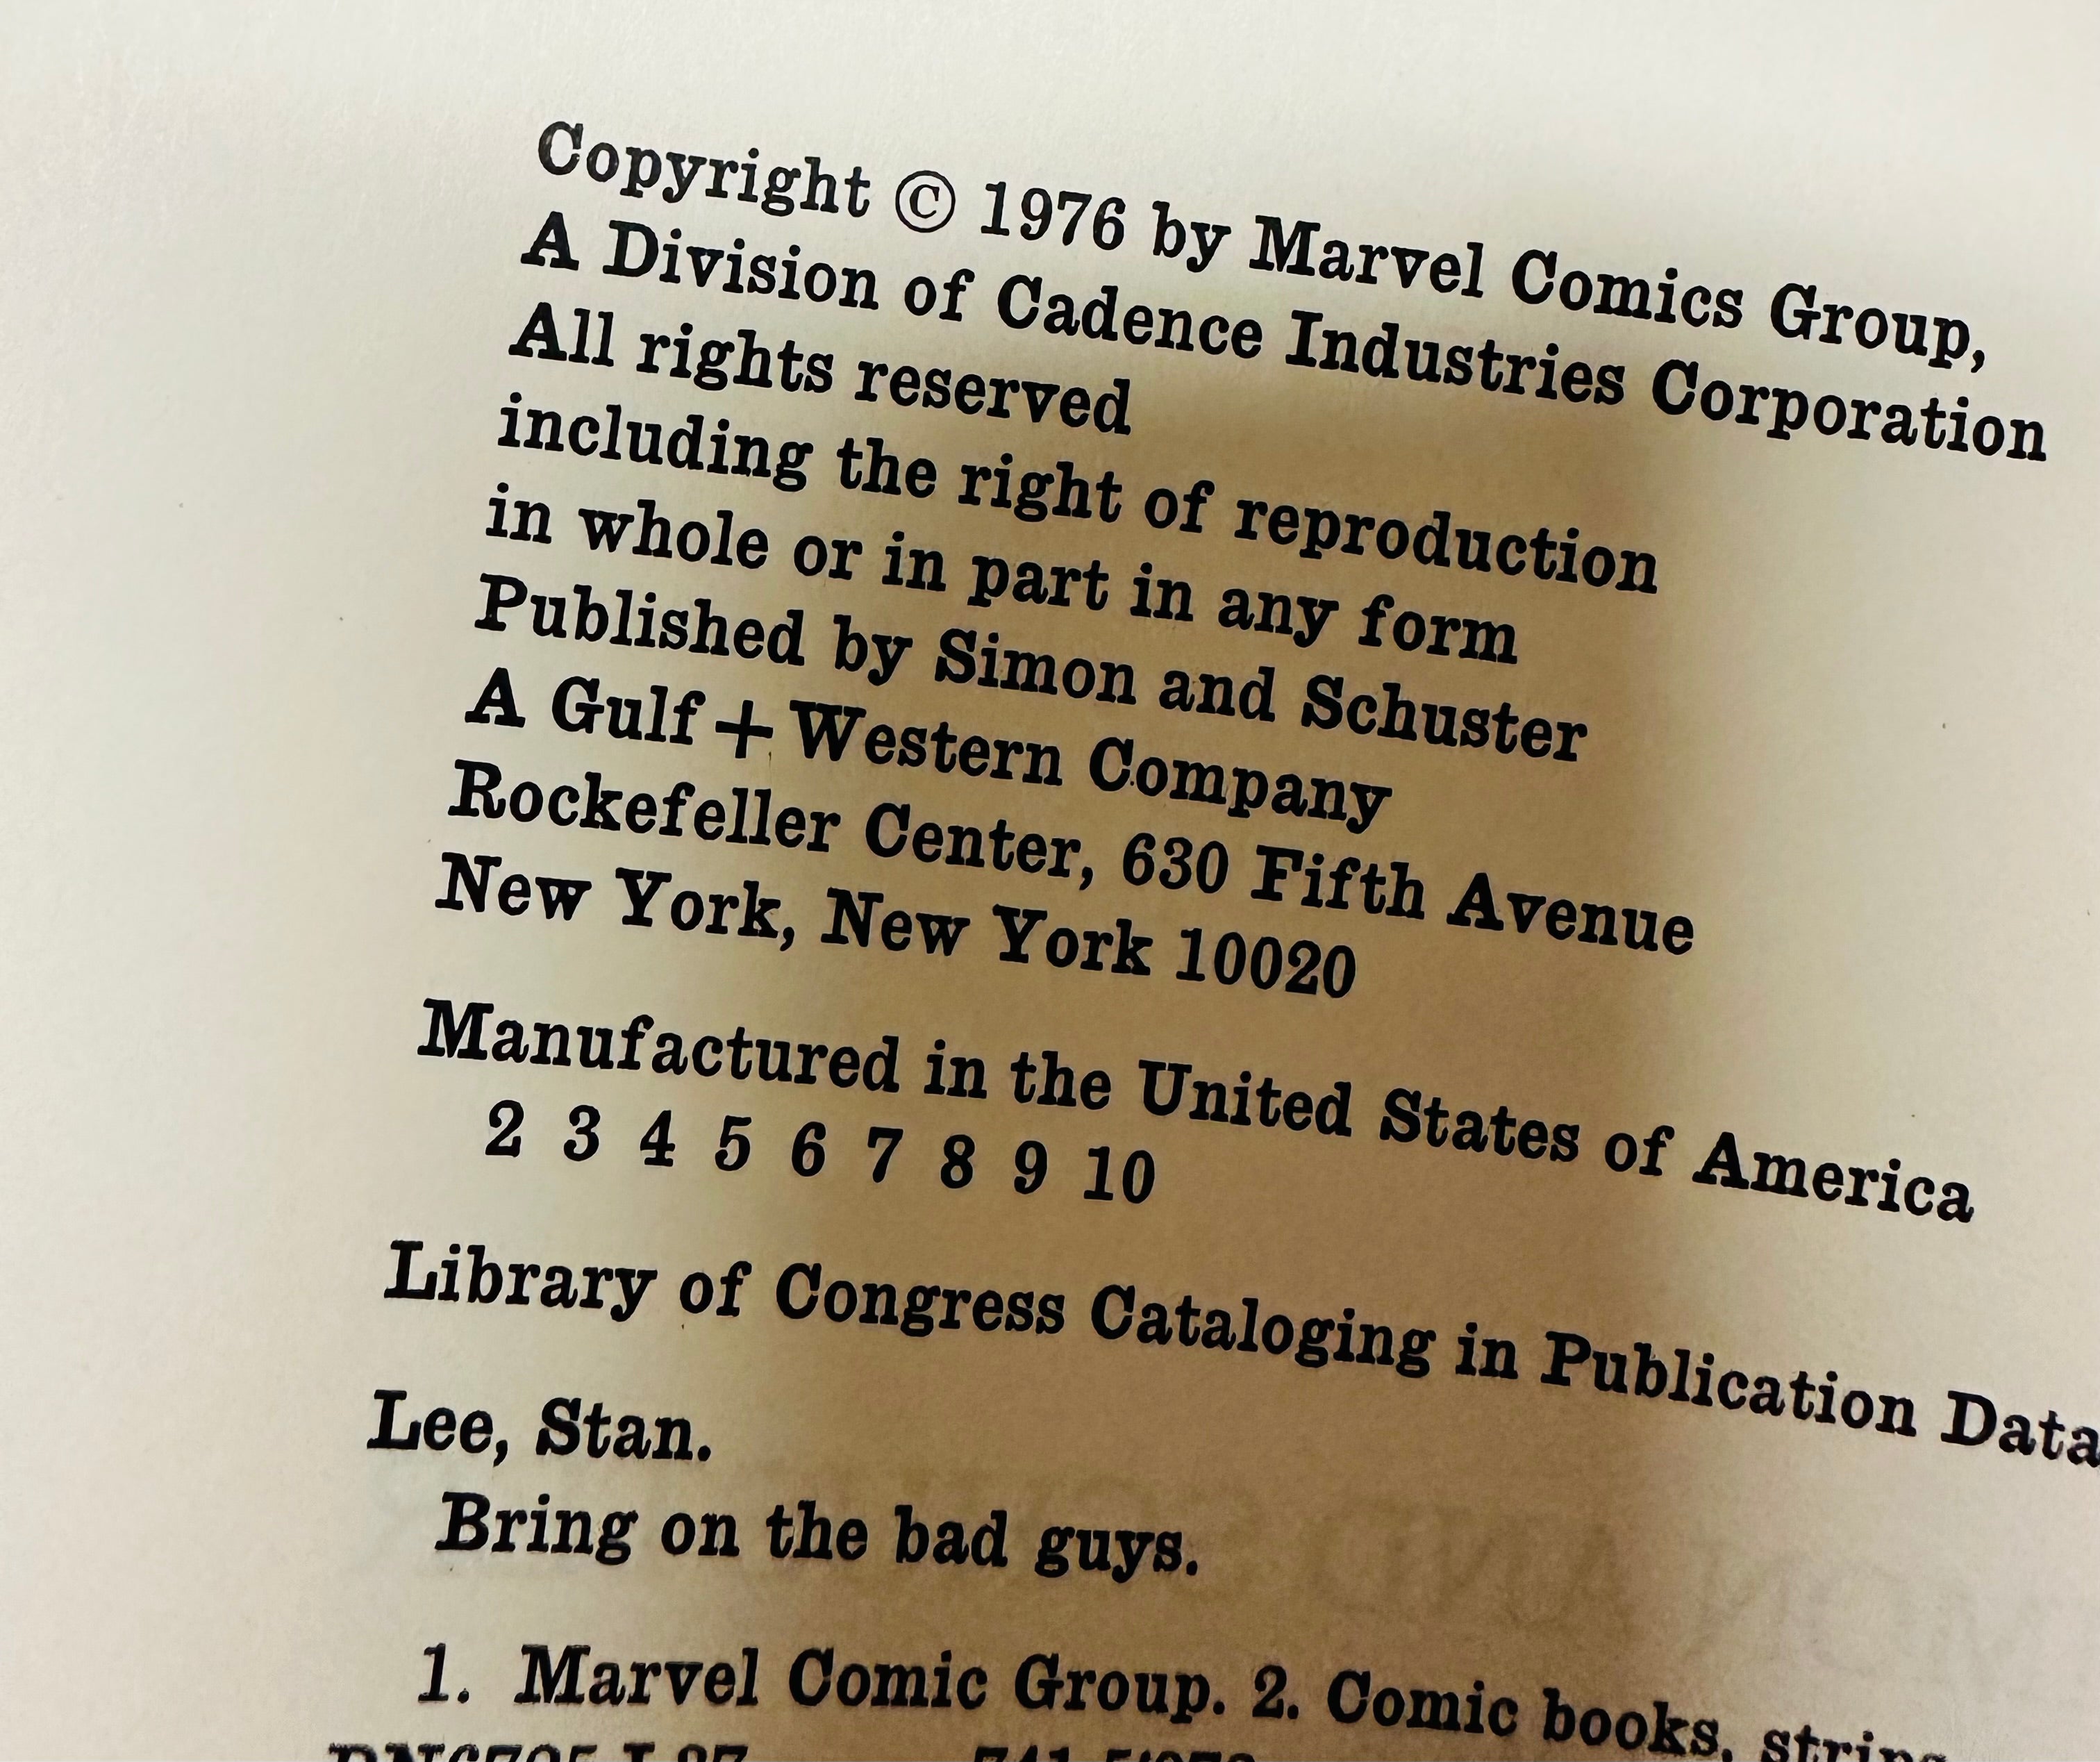 Copyright © 1976 by Marvel Comics Group,
A Division of Cadence Industries Corporation
All rights reserved
including the right of reproduction
in whole or in part in any form
Published by Simon and Schuster
A Gulf + Western Company
Rockefeller Center, 630 Fifth Avenue
New York, New York 10020
Manufactured in the United States of America
2 3 4 5 6 7 8 9 10
Library of Congress Cataloging in Publication Data
Lee, Stan.
Bring on the bad guys.
1. Marvel Comic Group. 2. Comic books, strips